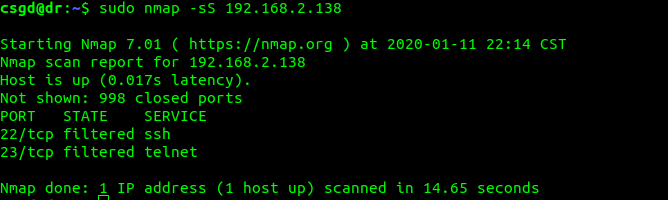 csgd@dr:~$ sudo nmap -sS 192.168.2.138
Starting Nmap 7.01 ( https://nmap.org ) at 2020-01-11 22:14 CST
Nmap scan report for 192.168.2.138
Host is up (0.017s latency).
Not shown: 998 closed ports
PORT   STATE    SERVICE
22/tcp filtered ssh
23/tcp filtered telnet
Nmap done: 1 IP address (1 host up) scanned in 14.65 seconds